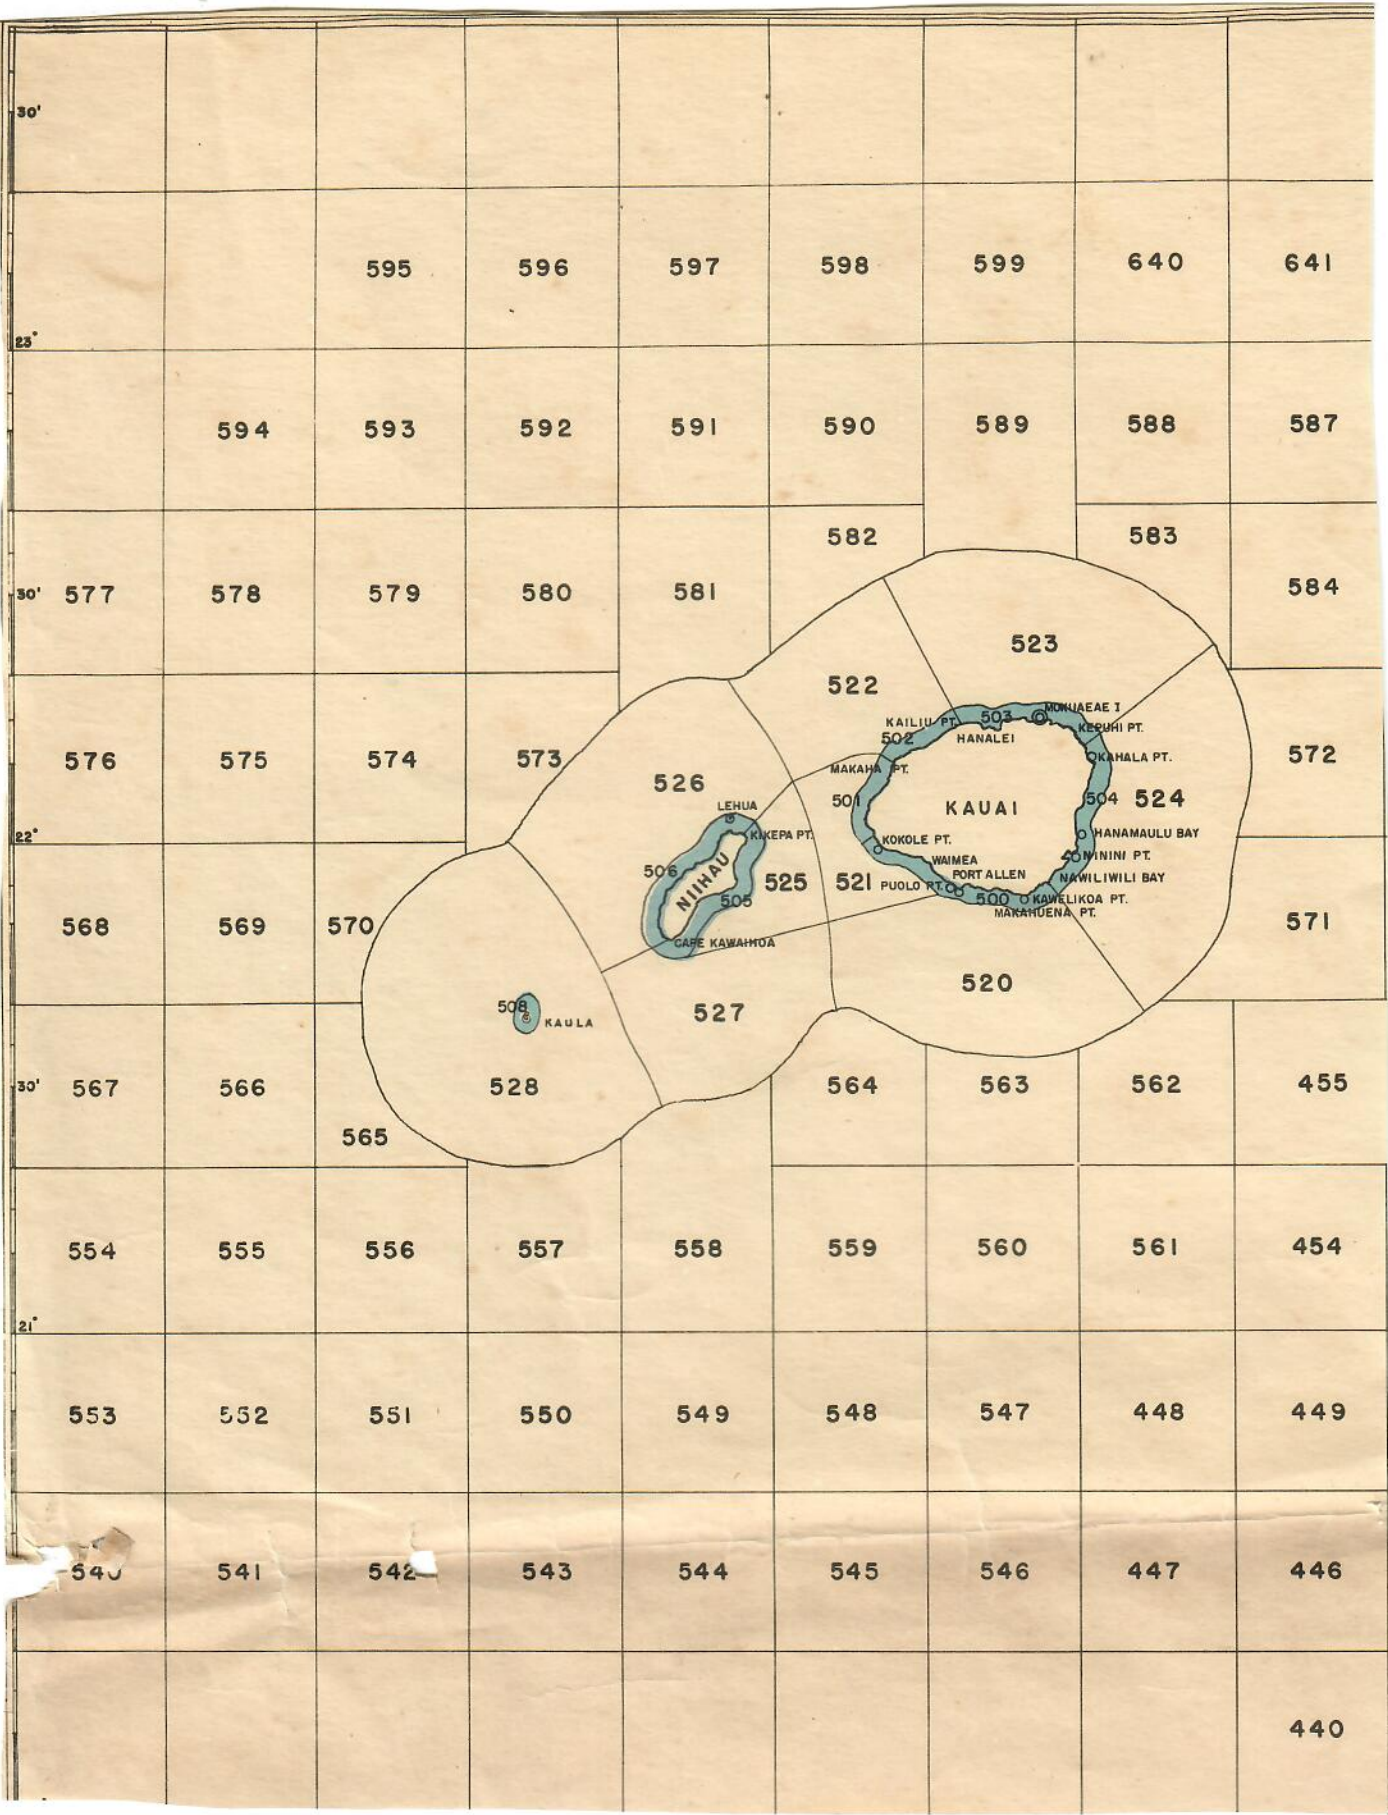 30'
595 596 597 598 599 640 641
23°
594 593 592 591 590 589 588 587
582 583
30' 577 578 579 580 581 584
523
522
MOKUAEAE I
503
KAILIU PT.
KEPUHI PT.
502 HANALEI
576 575 574 573 KAHALA PT. 572
MAKAHA PT.
526
501 KAUAI 504 524
LEHUA
22° KIKEPA PT. HANAMAULU BAY
KOKOLE PT.
WAIMEA NININI PT.
506 NIIHAU PORT ALLEN NAWILIWILI BAY
525 521 PUOLO PT.
505 500 KAWELIKOA PT.
MAKAHUENA PT.
568 569 570 571
CAPE KAWAIHOA
520
508 527
KAULA
30' 567 566 528 564 563 562 455
565
554 555 556 557 558 559 560 561 454
21°
553 552 551 550 549 548 547 448 449
540 541 542 543 544 545 546 447 446
440